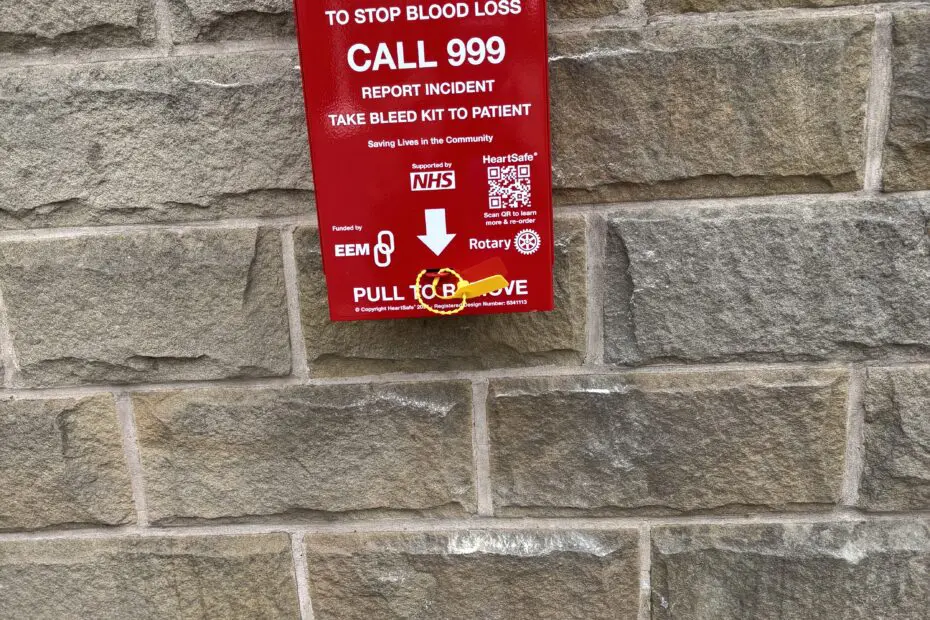 TO STOP BLOOD LOSS
CALL 999
REPORT INCIDENT
TAKE BLEED KIT TO PATIENT
Saving Lives in the Community
Supported by
NHS
HeartSafe®
Scan QR to learn
more & re-order
Funded by
EEM
Rotary
PULL TO
© Copyright HeartSafe® Registered Design Number: 6341113